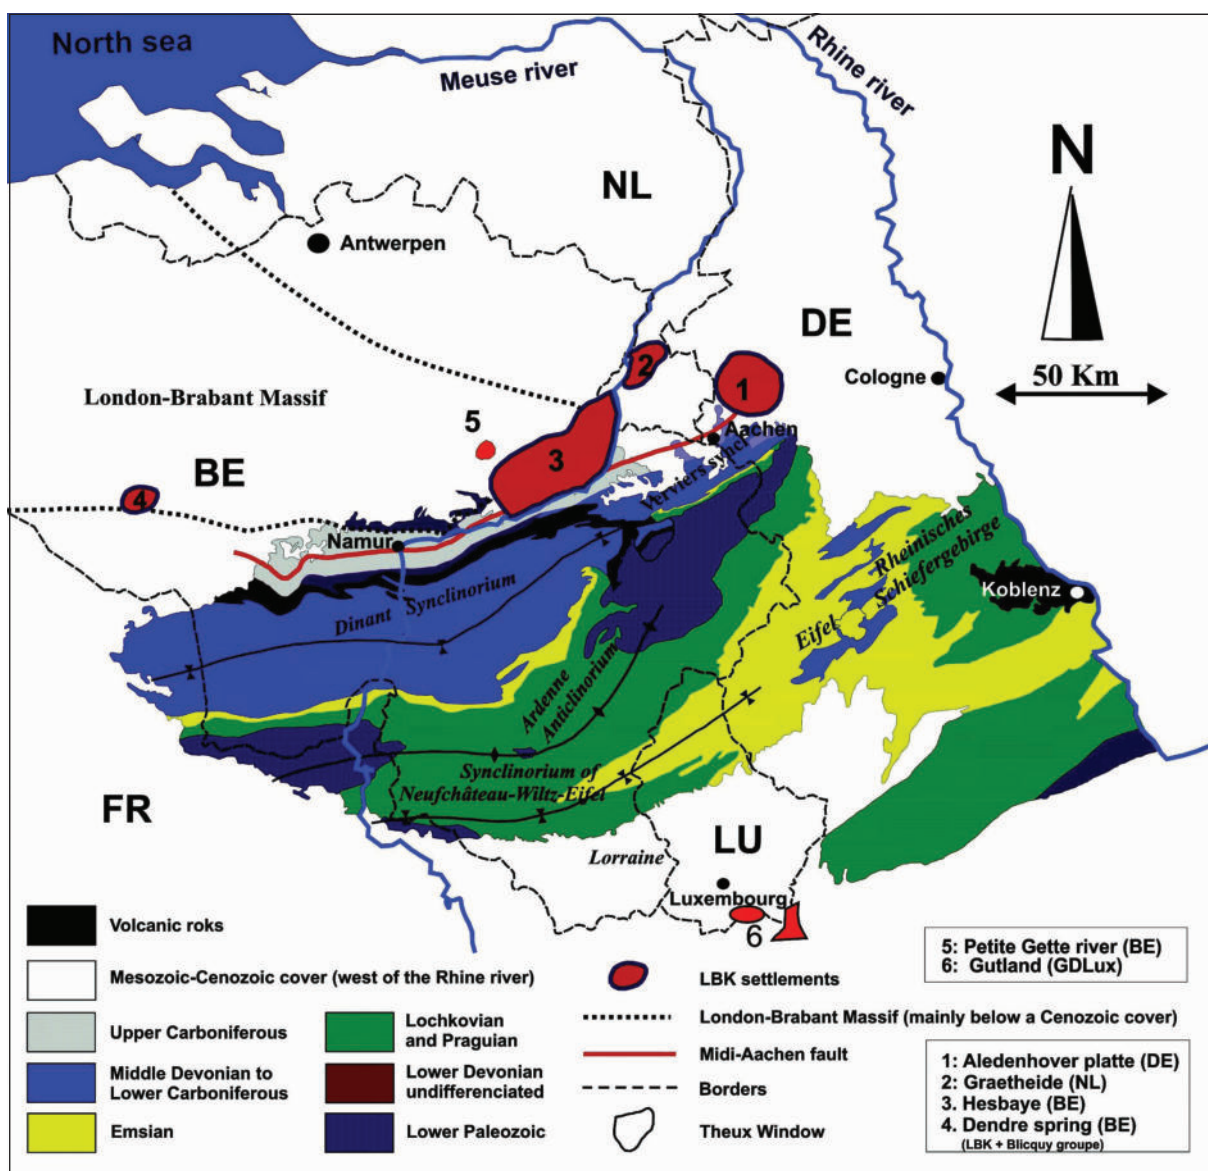 North sea
Meuse river
Rhine river
N
NL
Antwerpen
DE
50 Km
Cologne
London-Brabant Massif
2
1
5
3
Aachen
BE
4
Verviers syncl
Namur
Rheinisches
Schiefergebirge
Koblenz
Dinant Synclinorium
Eifel
Ardenne
Anticlinorium
Synclinorium of
Neufchâteau-Wiltz-Eifel
FR
LU
Lorraine
Luxembourg
6
Volcanic roks
Mesozoic-Cenozoic cover (west of the Rhine river)
Upper Carboniferous
Middle Devonian to
Lower Carboniferous
Emsian
Lochkovian
and Praguian
Lower Devonian
undifferenciated
Lower Paleozoic
LBK settlements
London-Brabant Massif (mainly below a Cenozoic cover)
Midi-Aachen fault
Borders
Theux Window
5: Petite Gette river (BE)
6: Gutland (GDLux)
1: Aledenhover platte (DE)
2: Graetheide (NL)
3. Hesbaye (BE)
4. Dendre spring (BE)
(LBK + Blicquy groupe)